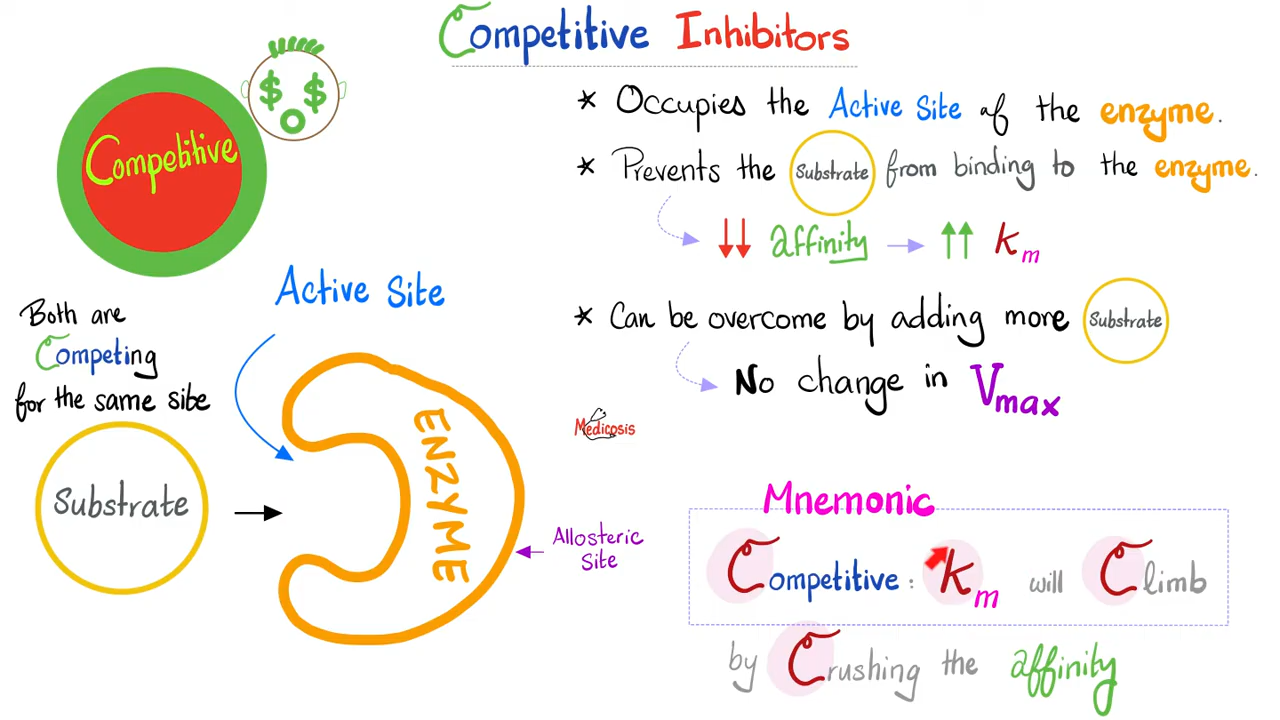 Competitive Inhibitors
$ $
Competitive
* Occupies the Active Site of the enzyme.
* Prevents the Substrate from binding to the enzyme.
↓↓ affinity → ↑↑ Km
* Can be overcome by adding more Substrate
No change in Vmax
Active Site
Both are
Competing
for the same site
Substrate
ENZYME
Allosteric
Site
Medicosis
Mnemonic
Competitive : Km will Climb
by Crushing the affinity